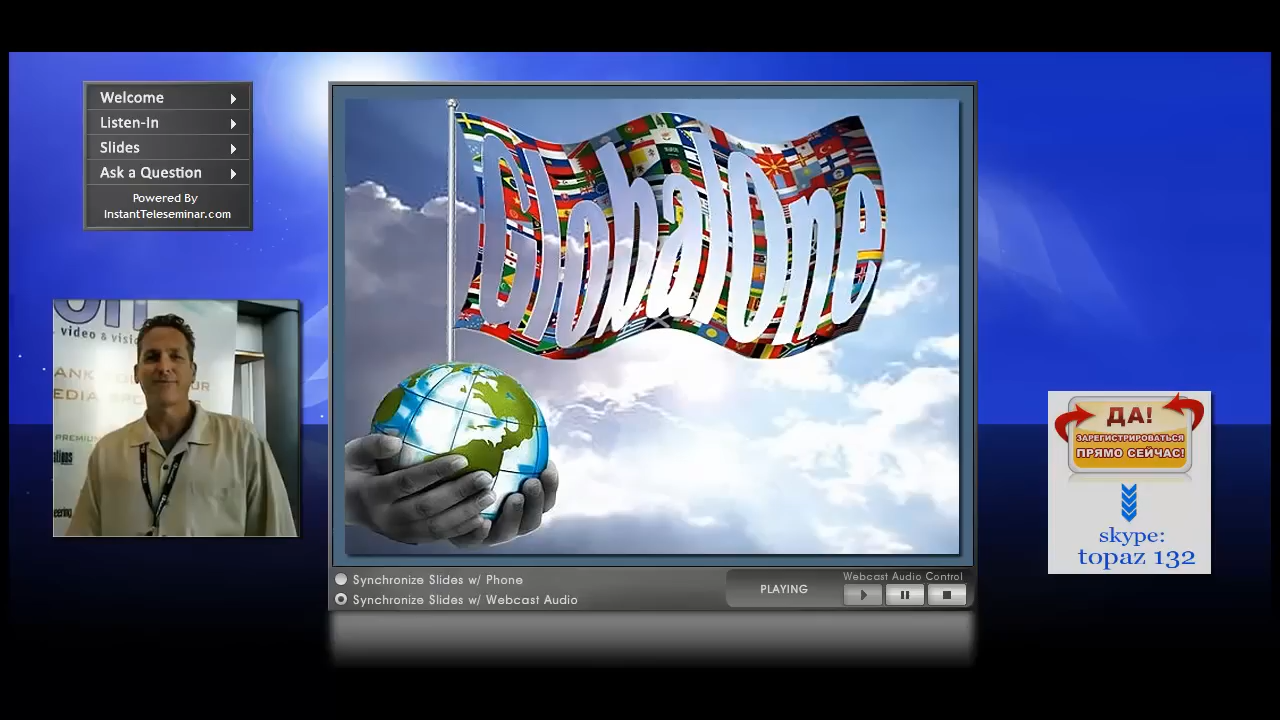 Welcome
Listen-In
Slides
Ask a Question
Powered By
InstantTeleseminar.com
GlobalOne
video &
ДА!
ЗАРЕГИСТРИРОВАТЬСЯ
ПРЯМО СЕЙЧАС!
skype:
topaz 132
Synchronize Slides w/ Phone
Synchronize Slides w/ Webcast Audio
PLAYING
Webcast Audio Control